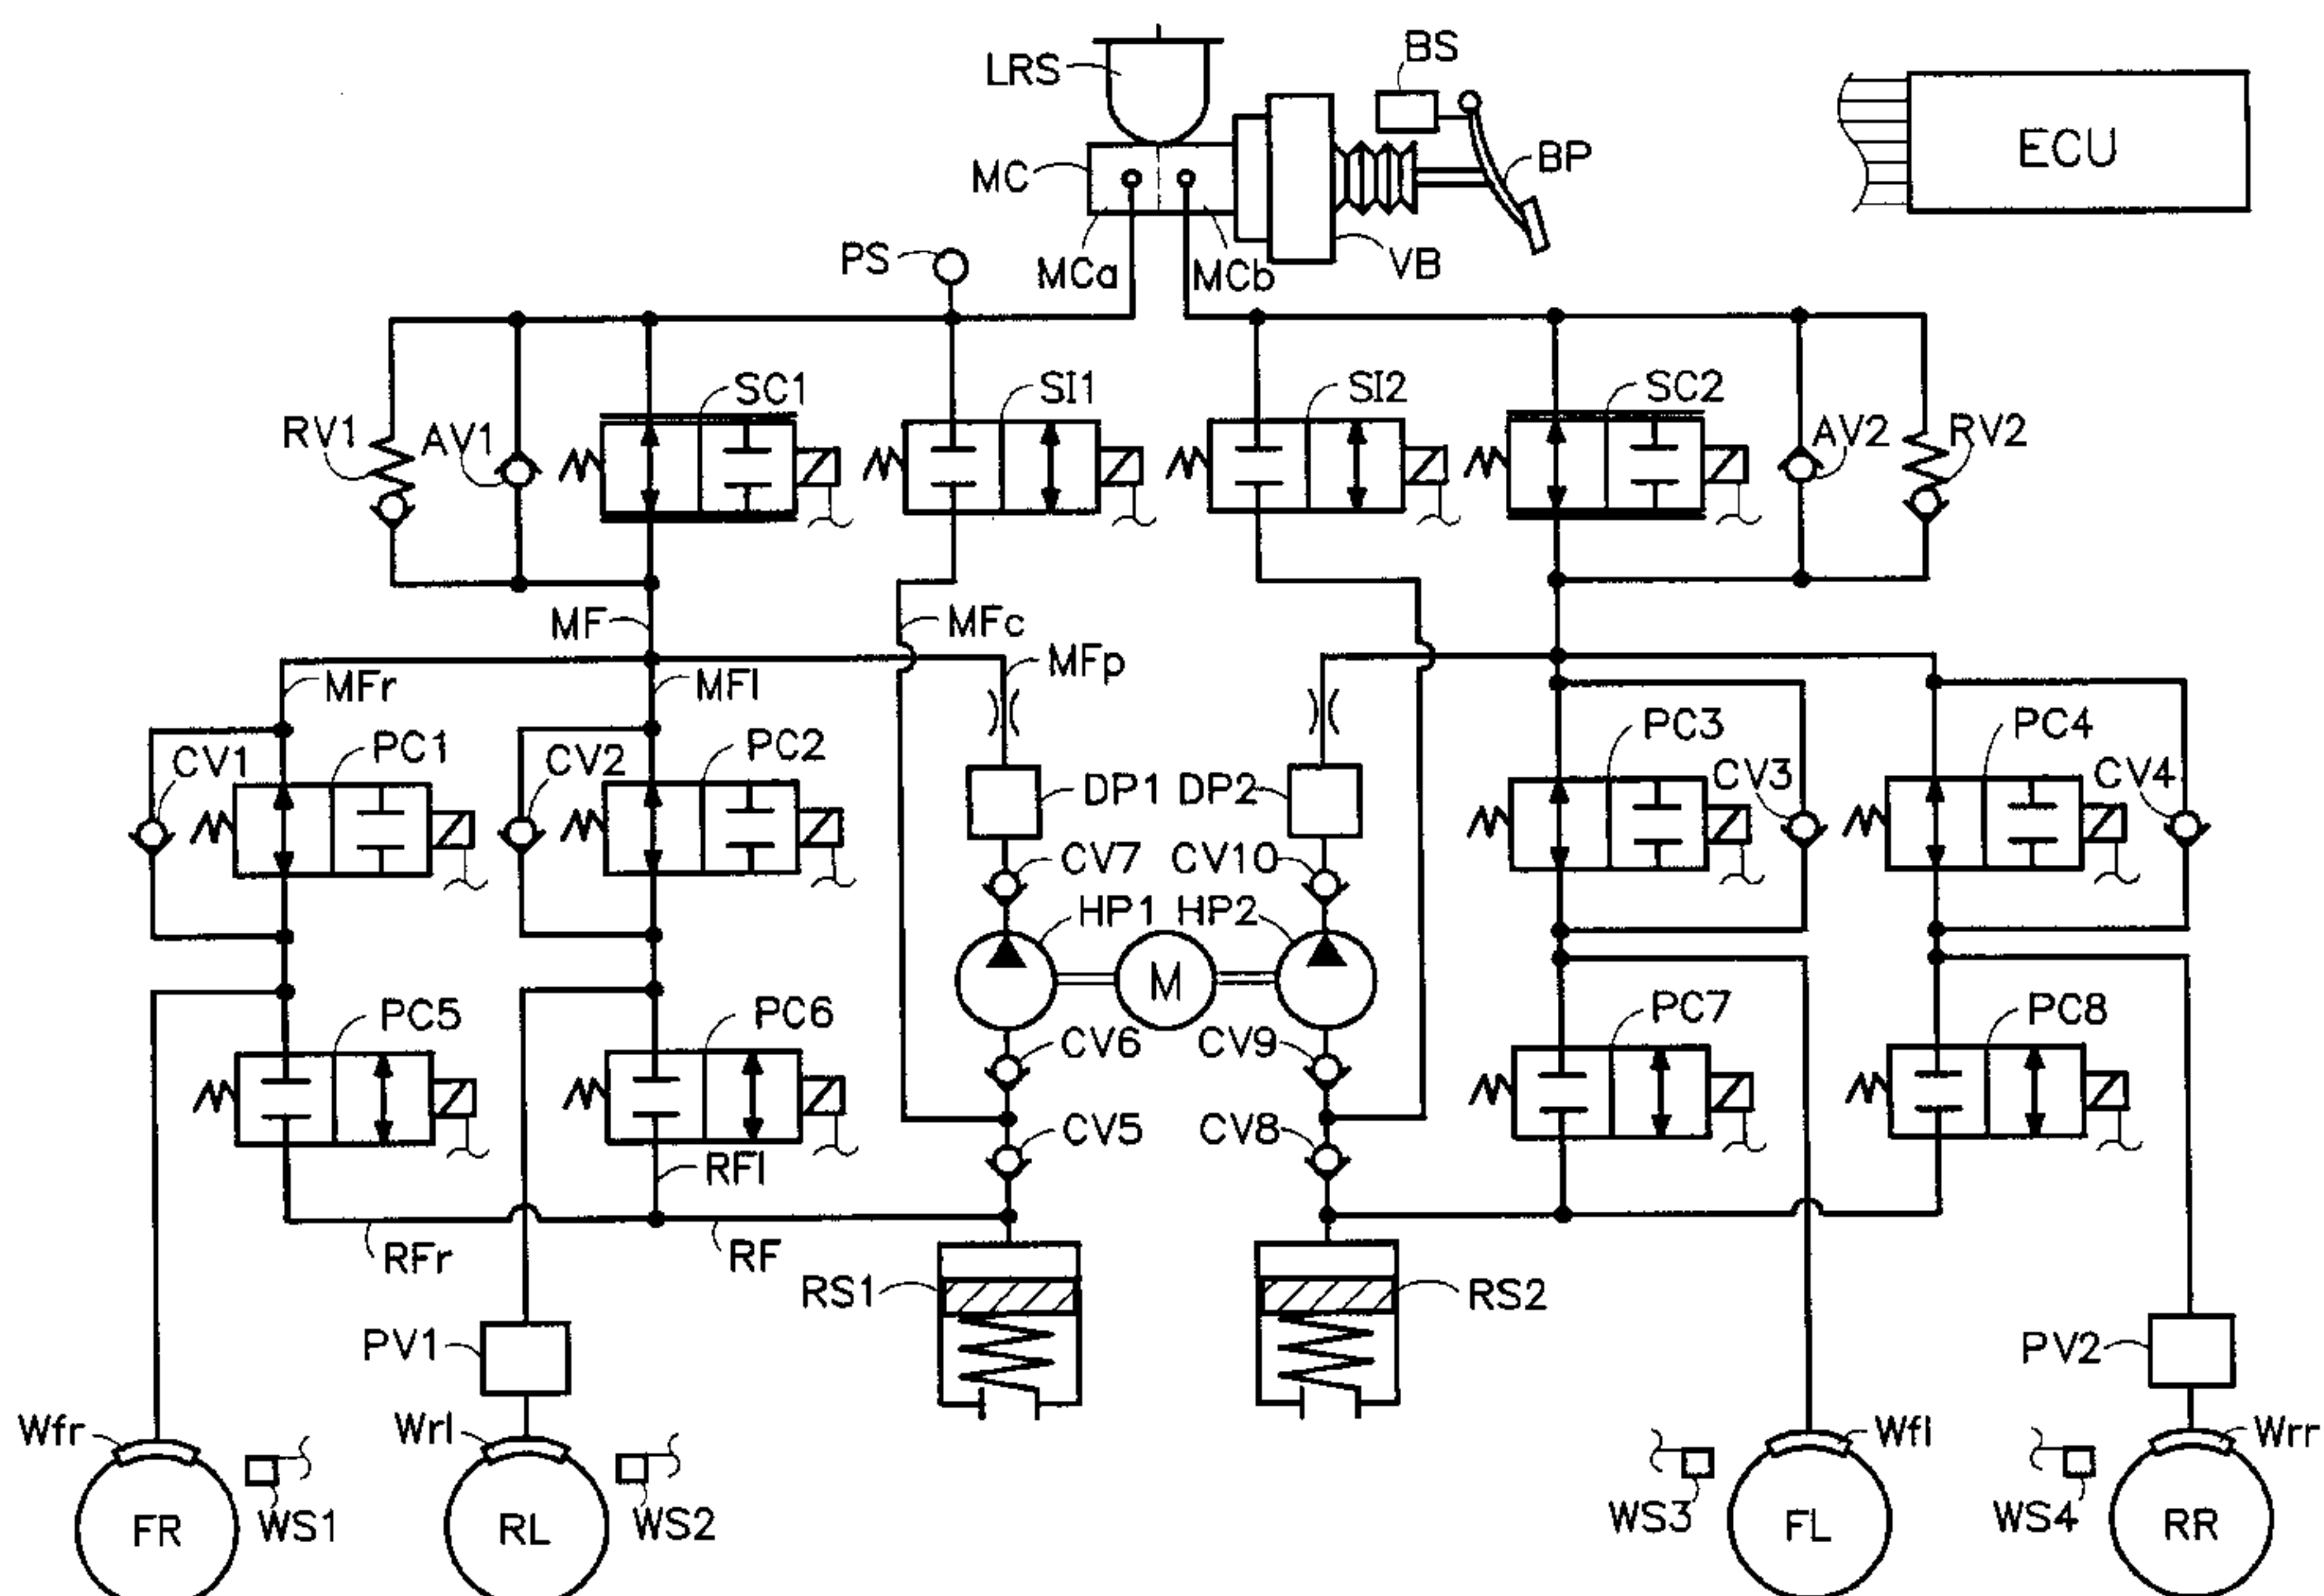 LRS
BS
ECU
MC
BP
PS
MCa
MCb
VB
RV1
AV1
SC1
SI1
SI2
SC2
AV2
RV2
MF
MFc
MFp
MFr
MFl
CV1
PC1
CV2
PC2
DP1
DP2
PC3
CV3
PC4
CV4
CV7
CV10
HP1
HP2
M
PC5
PC6
CV6
CV9
PC7
PC8
CV5
CV8
RFl
RFr
RF
RS1
RS2
PV1
PV2
Wfr
Wrl
Wfl
Wrr
FR
WS1
RL
WS2
WS3
FL
WS4
RR